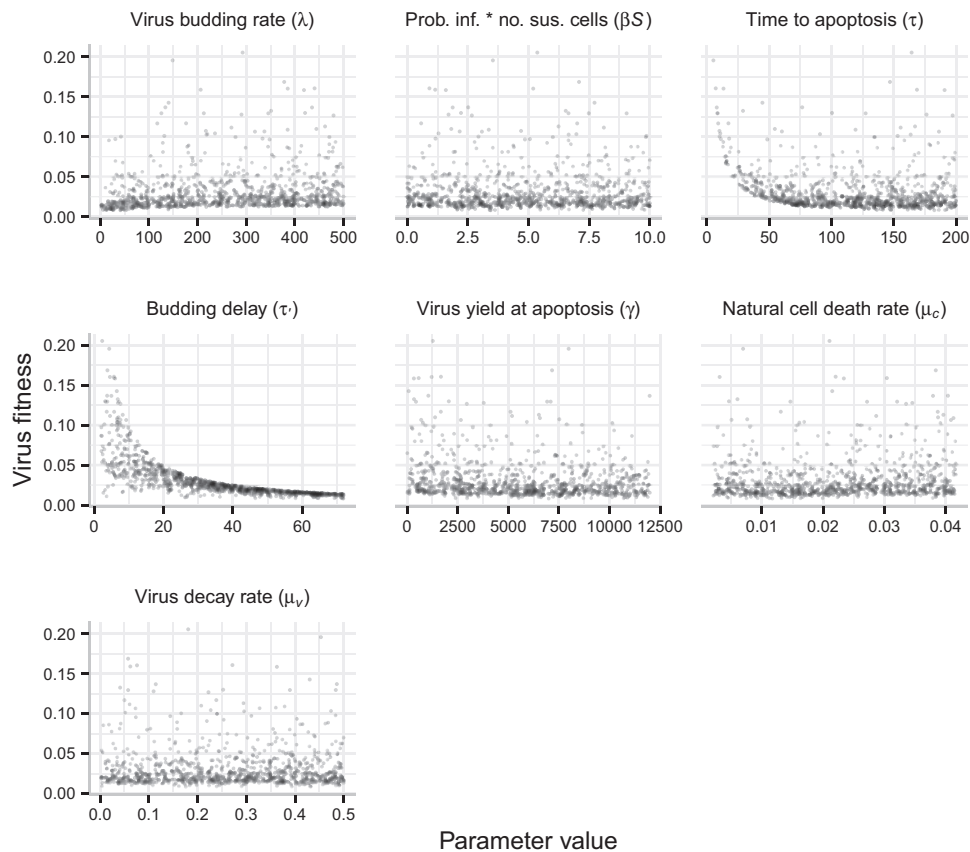 Virus budding rate (λ)
Prob. inf. * no. sus. cells (βS)
Time to apoptosis (τ)
0.20
0.15
0.10
0.05
0.00
0 100 200 300 400 500
0.0 2.5 5.0 7.5 10.0
0 50 100 150 200
Budding delay (τ′)
Virus yield at apoptosis (γ)
Natural cell death rate (μc)
Virus fitness
0.20
0.15
0.10
0.05
0.00
0 20 40 60
0 2500 5000 7500 10000 12500
0.01 0.02 0.03 0.04
Virus decay rate (μv)
0.20
0.15
0.10
0.05
0.00
0.0 0.1 0.2 0.3 0.4 0.5
Parameter value